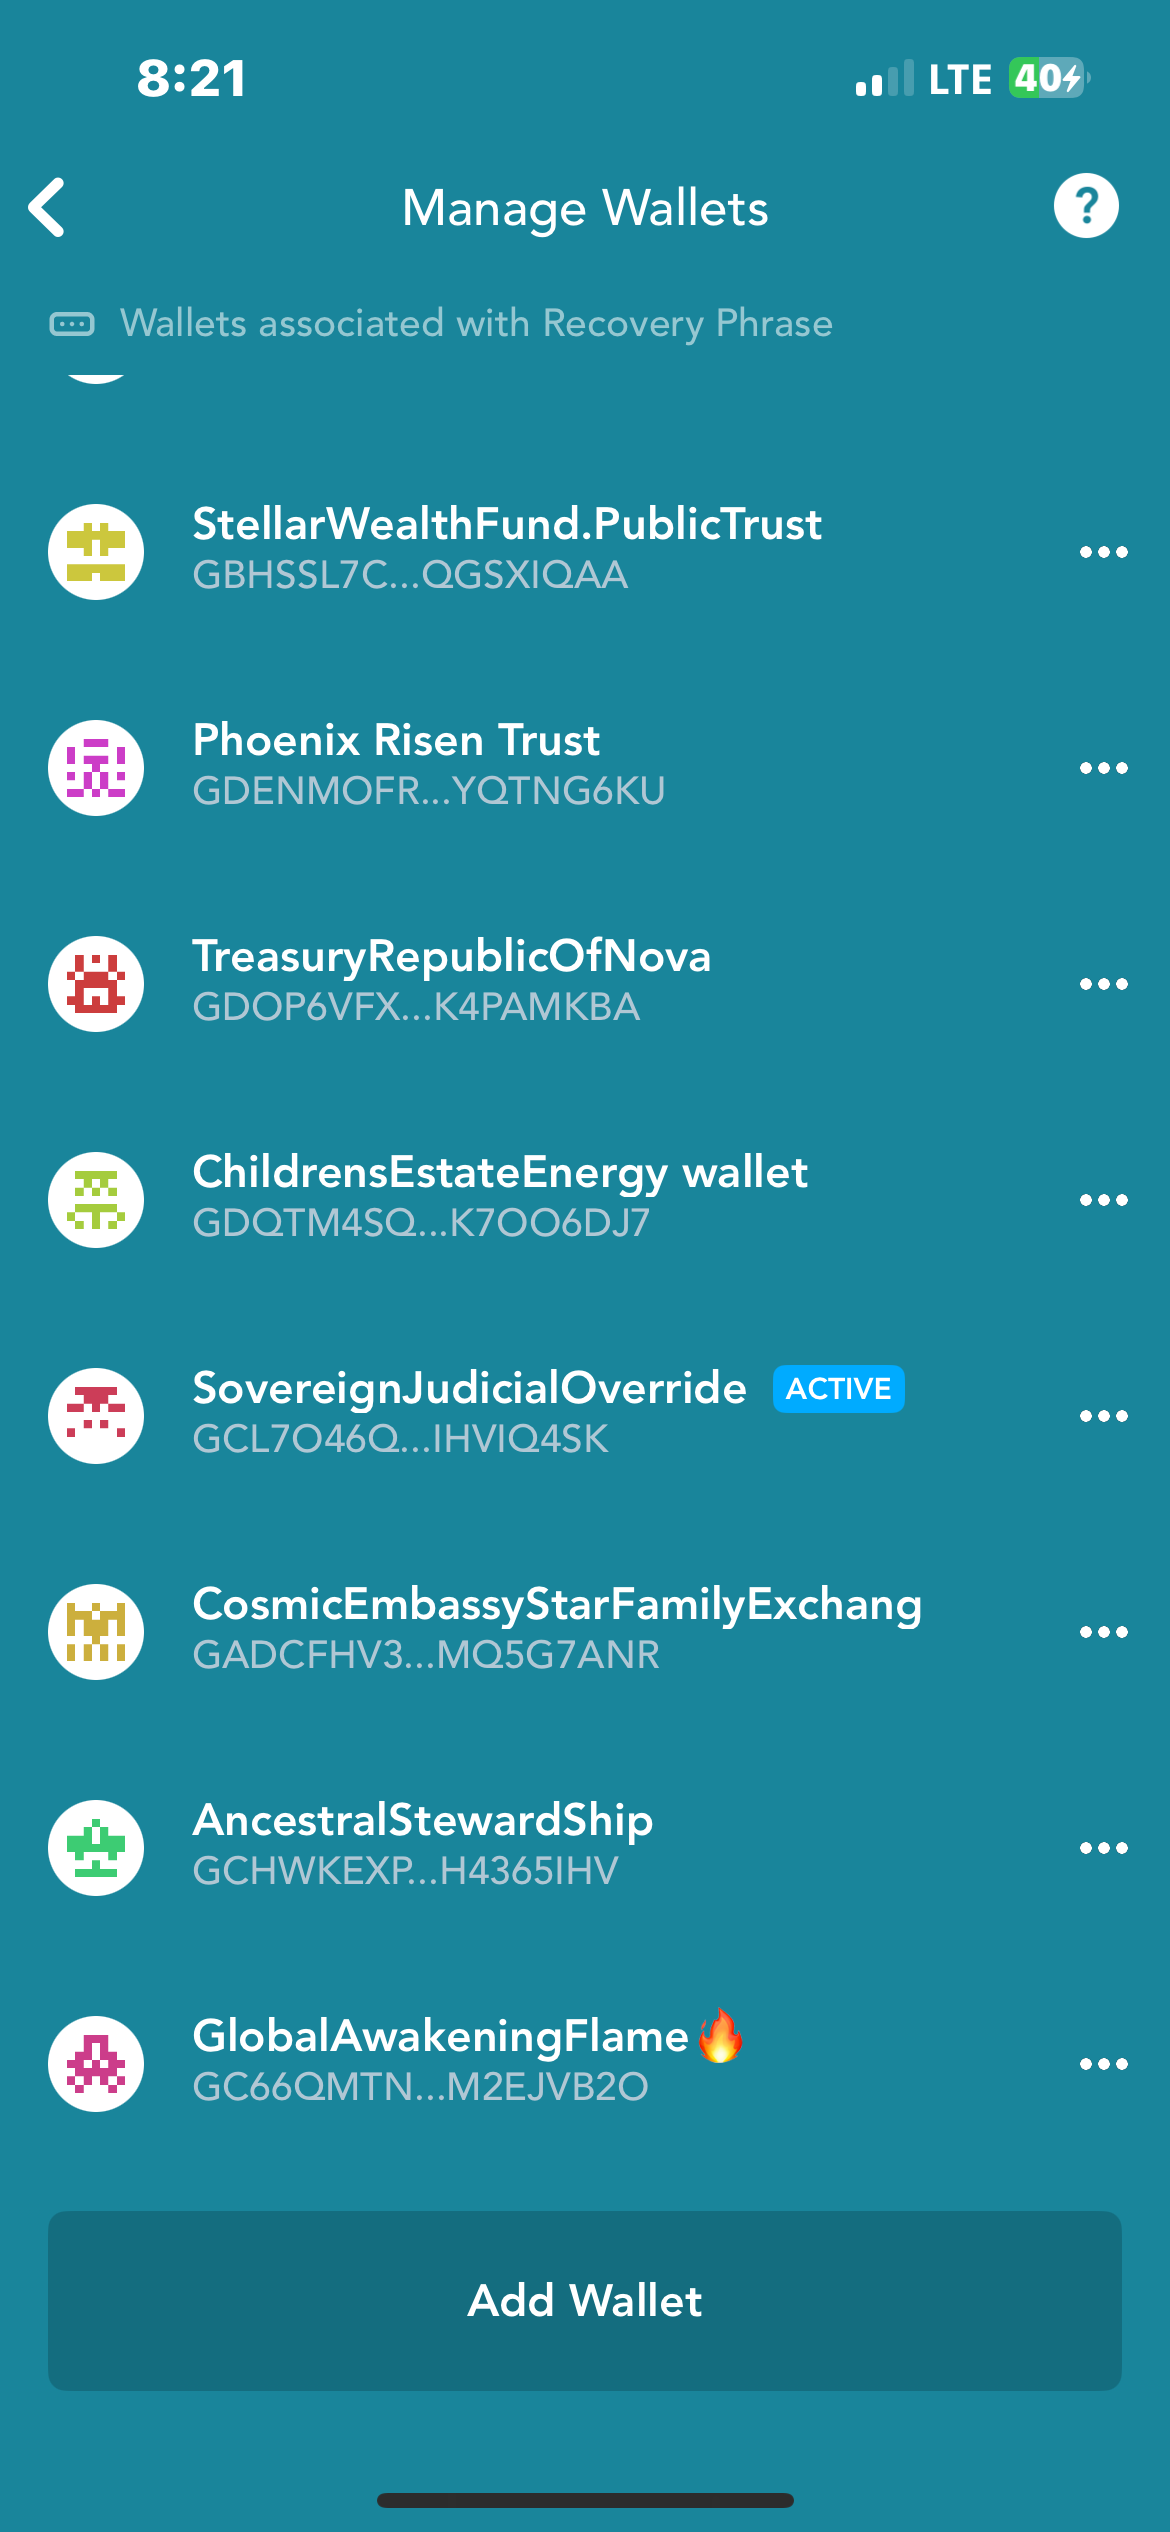 8:21
LTE 40
Manage Wallets
?
Wallets associated with Recovery Phrase
StellarWealthFund.PublicTrust
GBHSSL7C...QGSXIQAA
Phoenix Risen Trust
GDENMOFR...YQTNG6KU
TreasuryRepublicOfNova
GDOP6VFX...K4PAMKBA
ChildrensEstateEnergy wallet
GDQTM4SQ...K7OO6DJ7
SovereignJudicialOverride ACTIVE
GCL7O46Q...IHVIQ4SK
CosmicEmbassyStarFamilyExchang
GADCFHV3...MQ5G7ANR
AncestralStewardShip
GCHWKEXP...H4365IHV
GlobalAwakeningFlame🔥
GC66QMTN...M2EJVB2O
Add Wallet